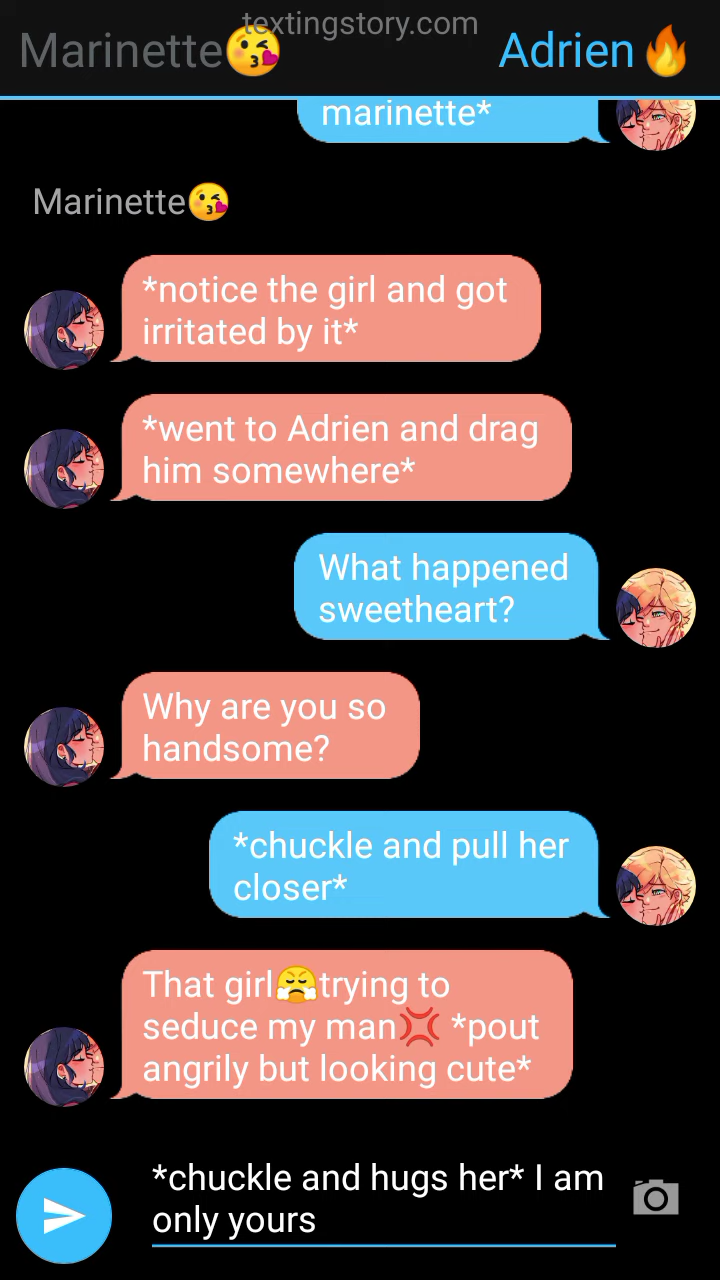 textingstory.com
Marinette😘 Adrien🔥
marinette*
Marinette😘
*notice the girl and got
irritated by it*
*went to Adrien and drag
him somewhere*
What happened
sweetheart?
Why are you so
handsome?
*chuckle and pull her
closer*
That girl😤trying to
seduce my man💢 *pout
angrily but looking cute*
*chuckle and hugs her* I am
only yours